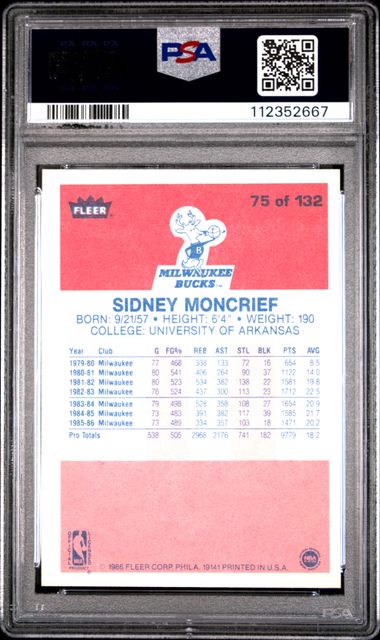 PSA
112352667
FLEER
75 of 132
B
MILWAUKEE
BUCKS™
SIDNEY MONCRIEF
BORN: 9/21/57 • HEIGHT: 6'4" • WEIGHT: 190
COLLEGE: UNIVERSITY OF ARKANSAS
Year Club G FG% REB AST STL BLK PTS AVG
1979-80 Milwaukee 77 468 338 133 72 16 654 8.5
1980-81 Milwaukee 80 541 406 264 90 37 1122 14.0
1981-82 Milwaukee 80 523 534 382 138 22 1581 19.8
1982-83 Milwaukee 76 524 437 300 113 23 1712 22.5
1983-84 Milwaukee 79 498 528 358 108 27 1654 20.9
1984-85 Milwaukee 73 483 391 382 117 39 1585 21.7
1985-86 Milwaukee 73 489 334 357 103 18 1471 20.2
Pro Totals 538 505 2968 2176 741 182 9779 18.2
© 1986 FLEER CORP. PHILA. 19141 PRINTED IN U.S.A.
PSA